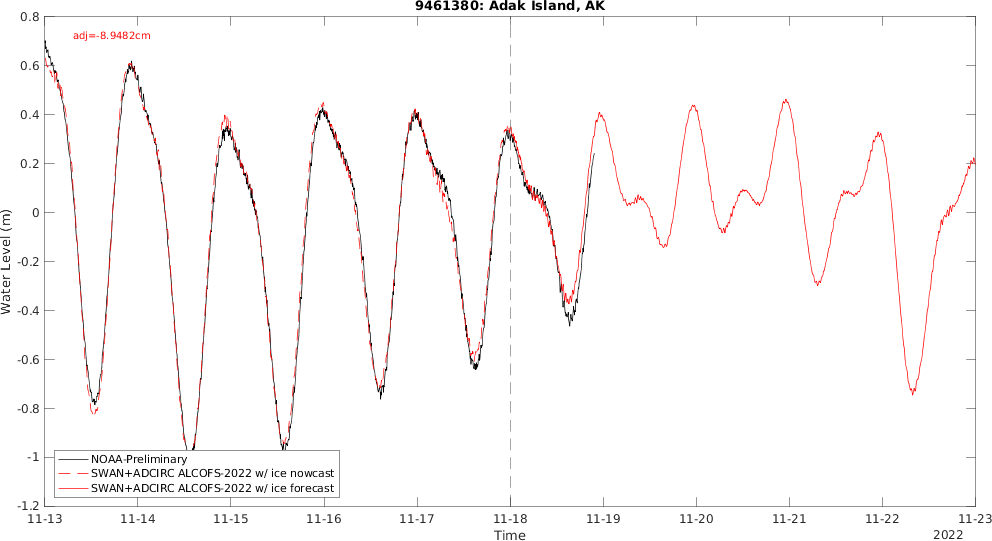 9461380: Adak Island, AK
adj=-8.9482cm
Water Level (m)
0.8
0.6
0.4
0.2
0
-0.2
-0.4
-0.6
-0.8
-1
-1.2
NOAA-Preliminary
SWAN+ADCIRC ALCOFS-2022 w/ ice nowcast
SWAN+ADCIRC ALCOFS-2022 w/ ice forecast
11-13 11-14 11-15 11-16 11-17 11-18 11-19 11-20 11-21 11-22 11-23
Time
2022